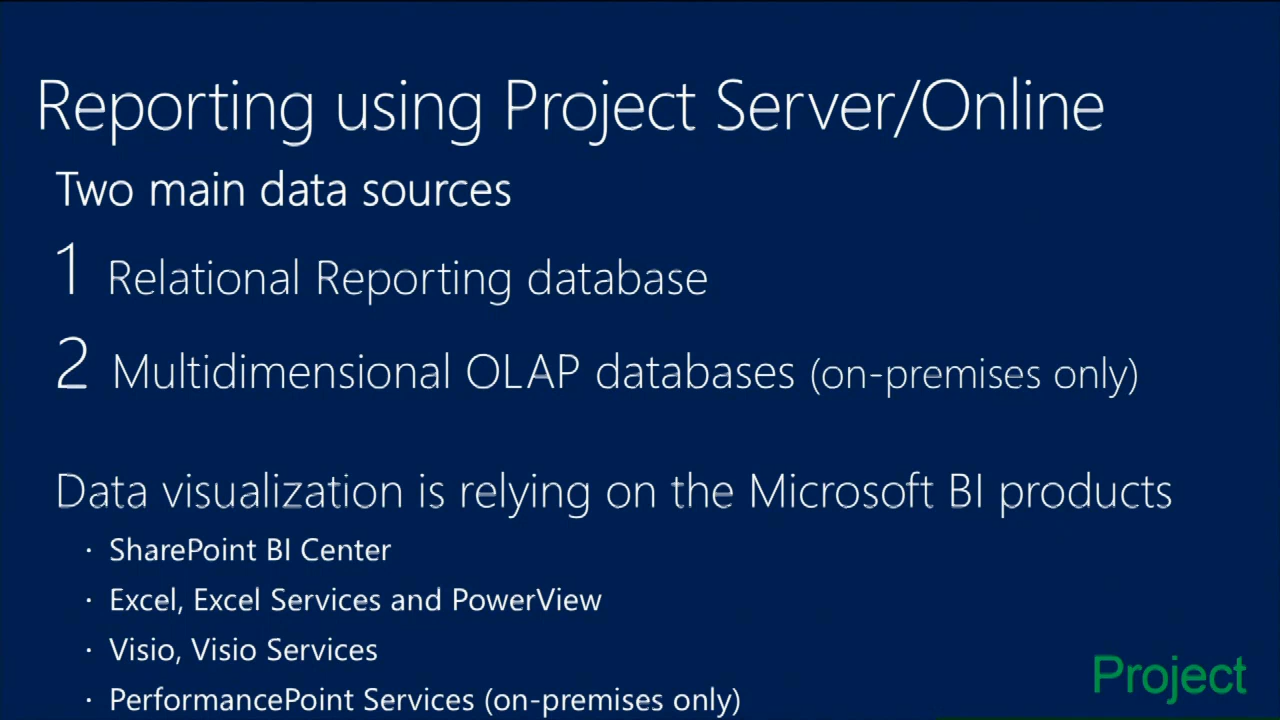 Reporting using Project Server/Online
Two main data sources
1 Relational Reporting database
2 Multidimensional OLAP databases (on-premises only)
Data visualization is relying on the Microsoft BI products
· SharePoint BI Center
· Excel, Excel Services and PowerView
· Visio, Visio Services
· PerformancePoint Services (on-premises only)
Project